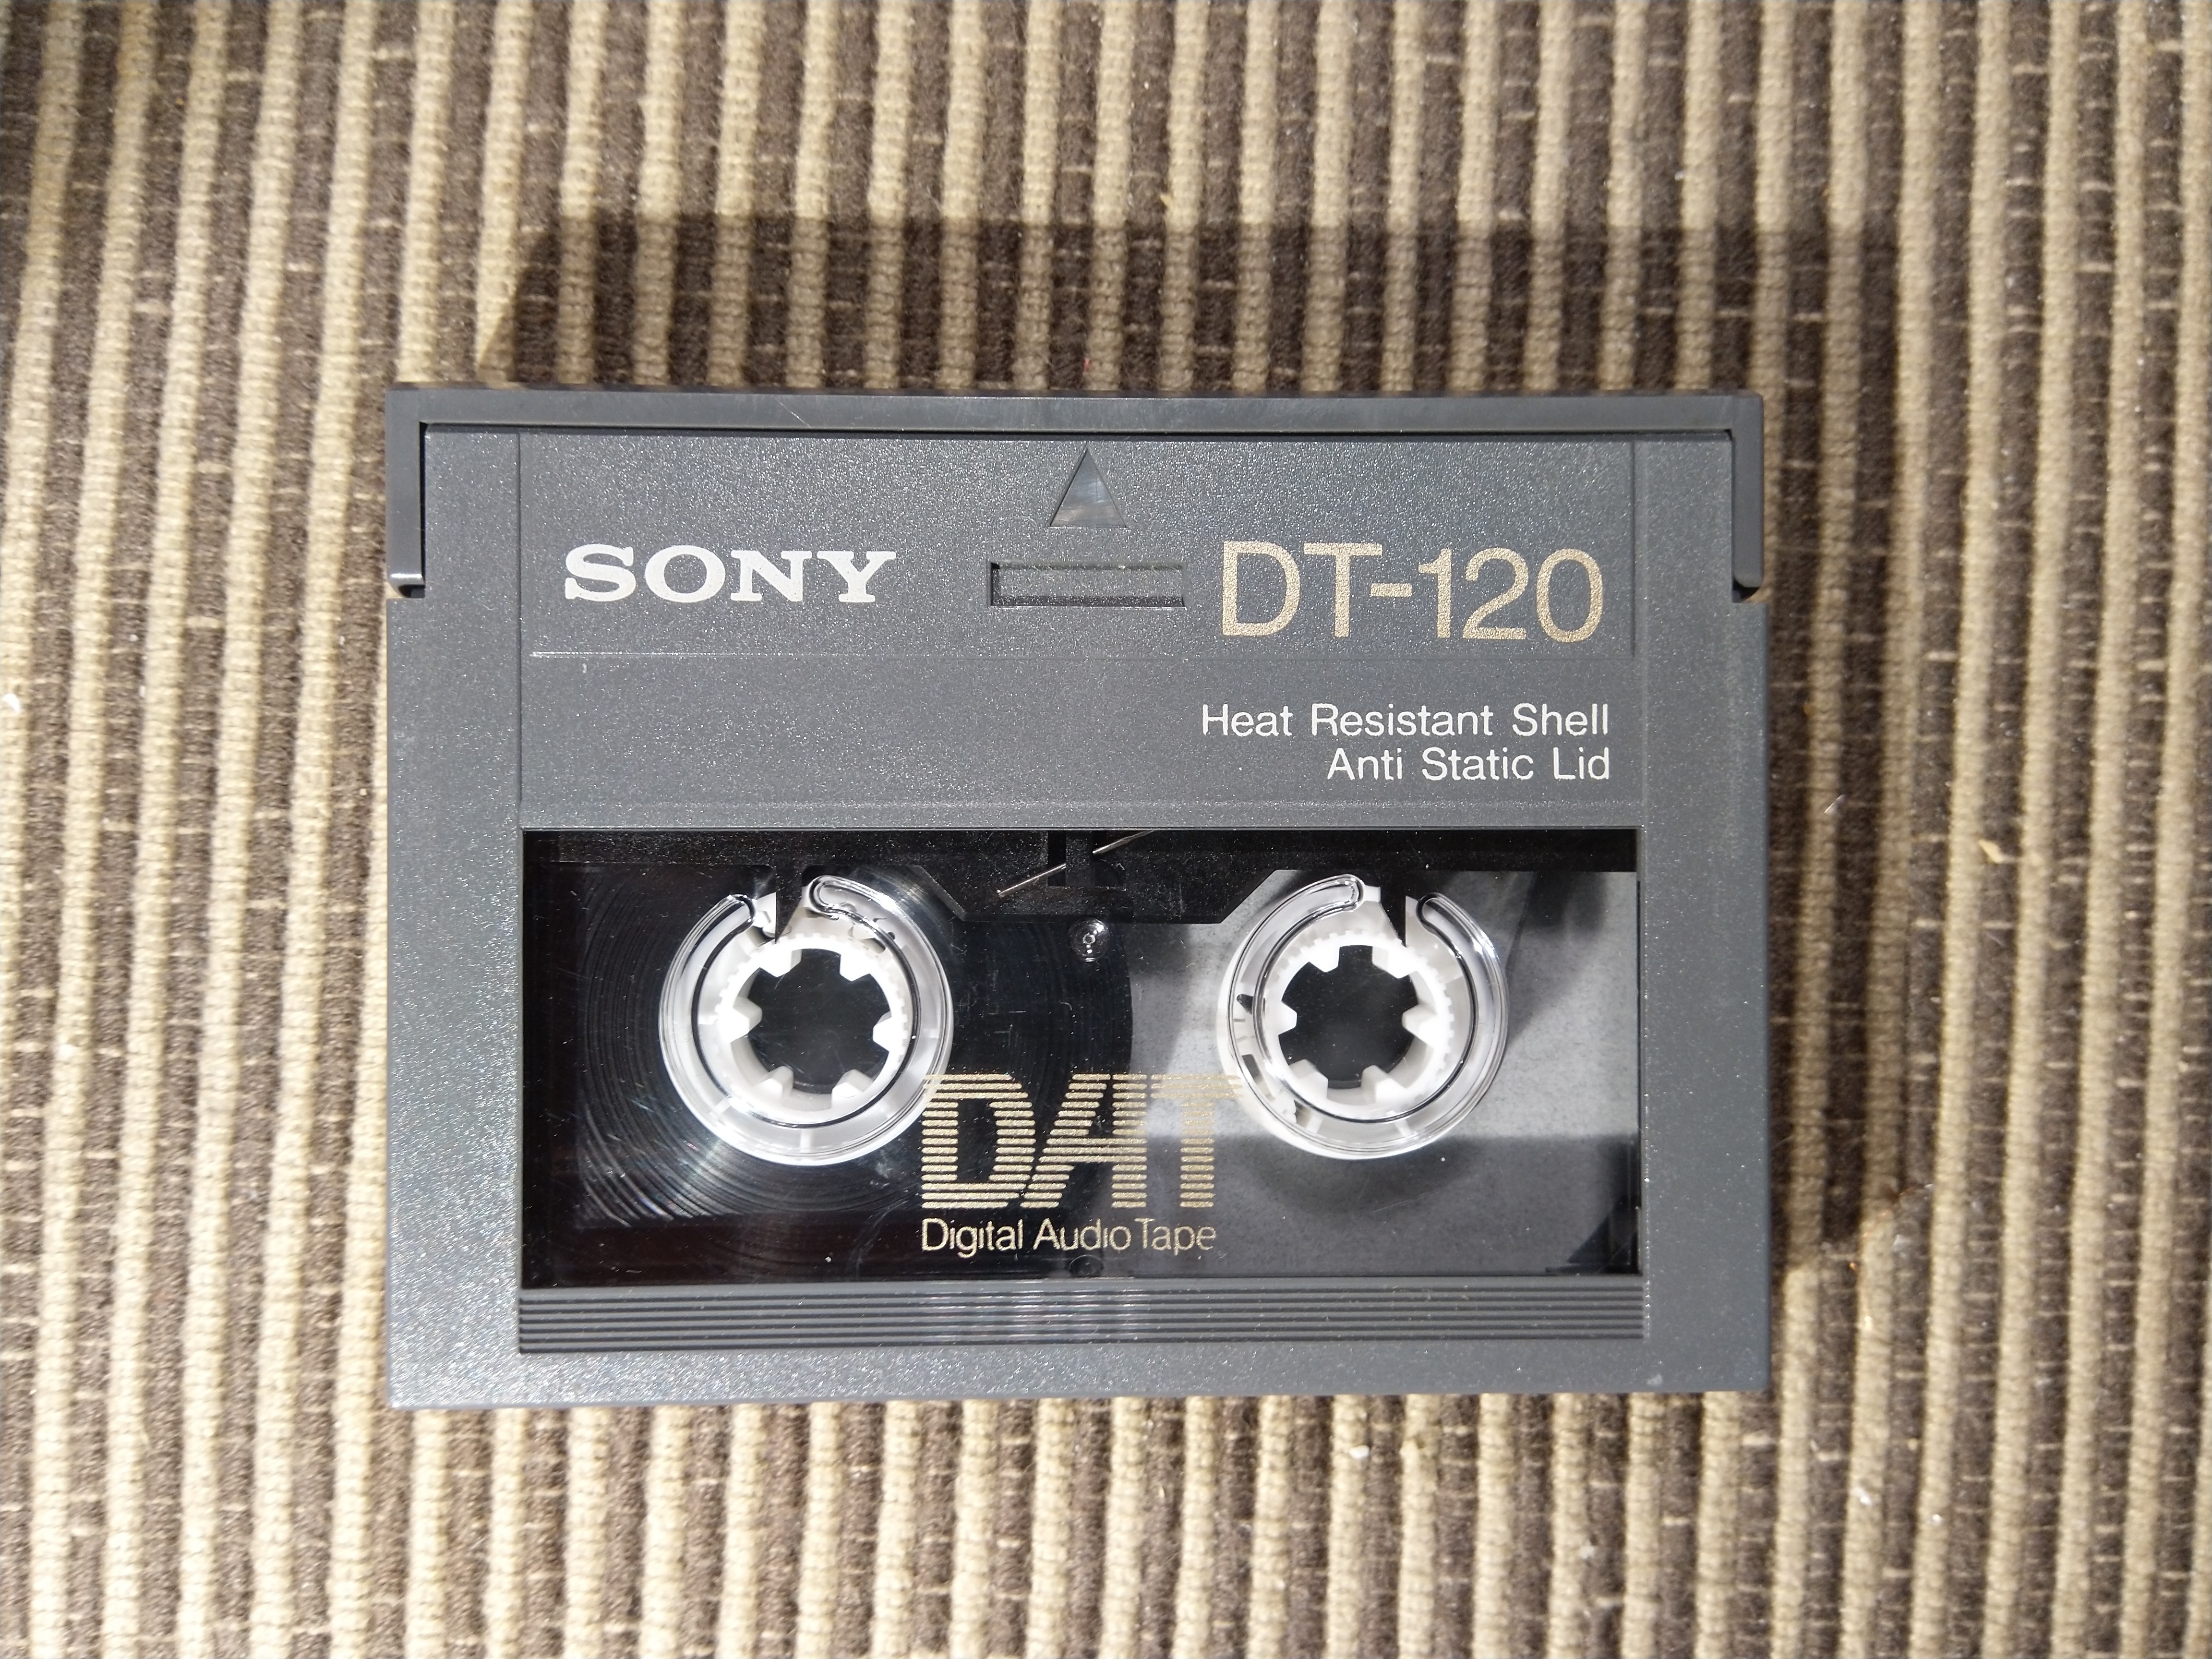 SONY
DT-120
Heat Resistant Shell
Anti Static Lid
DAT
Digital Audio Tape